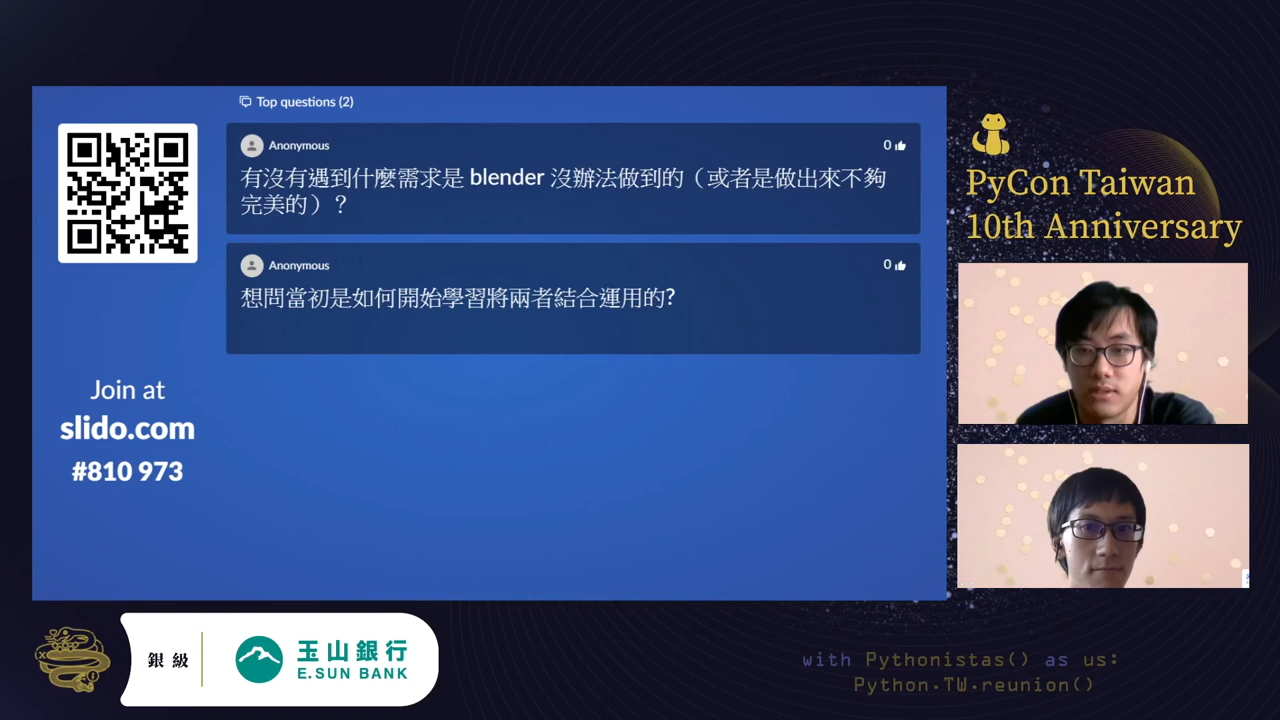 Top questions (2)
Anonymous
0
有沒有遇到什麼需求是 blender 沒辦法做到的（或者是做出來不夠
完美的）？
Anonymous
0
想問當初是如何開始學習將兩者結合運用的?
Join at
slido.com
#810 973
PyCon Taiwan
10th Anniversary
銀級
玉山銀行
E.SUN BANK
with Pythonistas() as us:
Python.TW.reunion()